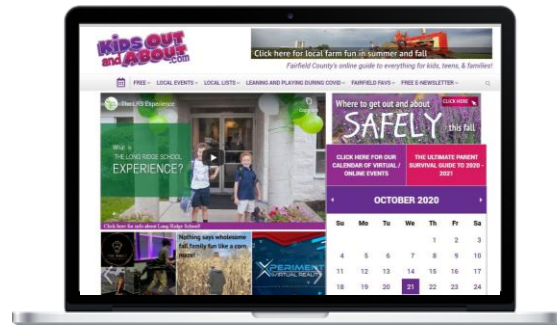 KiDS OUT
and ABOUT
.com
Click here for local farm fun in summer and fall
Fairfield County's online guide to everything for kids, teens, & families!
FREE
LOCAL EVENTS
LOCAL LISTS
LEANING AND PLAYING DURING COVID
FAIRFIELD FAVS
FREE E-NEWSLETTER
The LRS Experience
What is
THE LONG RIDGE SCHOOL
EXPERIENCE?
Click here for info about Long Ridge School!
Where to get out and about
CLICK HERE
SAFELY
this fall
CLICK HERE FOR OUR
CALENDAR OF VIRTUAL /
ONLINE EVENTS
THE ULTIMATE PARENT
SURVIVAL GUIDE TO 2020 -
2021
Nothing says wholesome
fall family fun like a corn
maze!
XPERIMENT
VIRTUAL REALITY
OCTOBER 2020
Su Mo Tu We Th Fr Sa
1 2 3
4 5 6 7 8 9 10
11 12 13 14 15 16 17
18 19 20 21 22 23 24